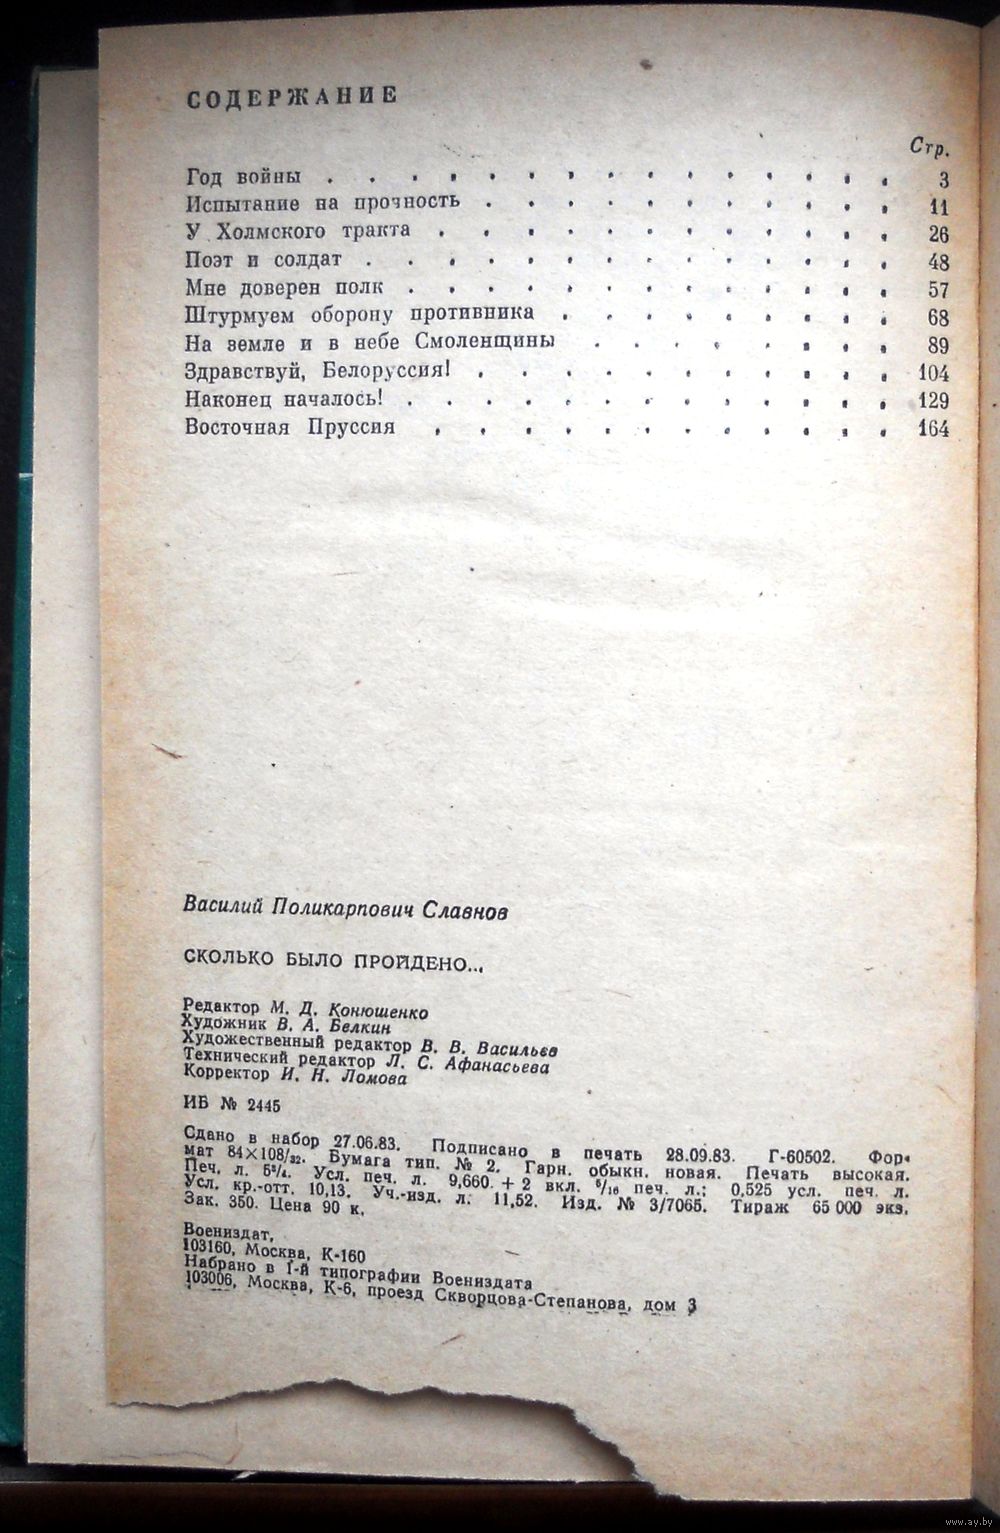 СОДЕРЖАНИЕ
Стр.
Год войны . . . . . . . . . . . . . . . 3
Испытание на прочность . . . . . . . . . . . 11
У Холмского тракта . . . . . . . . . . . . 26
Поэт и солдат . . . . . . . . . . . . . . 48
Мне доверен полк . . . . . . . . . . . . . 57
Штурмуем оборону противника . . . . . . . . . 68
На земле и в небе Смоленщины . . . . . . . . 89
Здравствуй, Белоруссия! . . . . . . . . . . . 104
Наконец началось! . . . . . . . . . . . . . 129
Восточная Пруссия . . . . . . . . . . . . 164
Василий Поликарпович Славнов
СКОЛЬКО БЫЛО ПРОЙДЕНО...
Редактор М. Д. Конюшенко
Художник В. А. Белкин
Художественный редактор В. В. Васильев
Технический редактор Л. С. Афанасьева
Корректор И. Н. Ломова
ИБ № 2445
Сдано в набор 27.06.83. Подписано в печать 28.09.83. Г-60502. Фор-
мат 84×108/32. Бумага тип. № 2. Гарн. обыкн. новая. Печать высокая.
Печ. л. 5 3/4. Усл. печ. л. 9,660. + 2 вкл. 5/16 печ. л.; 0,525 усл. печ. л.
Усл. кр.-отт. 10,13. Уч.-изд. л. 11,52. Изд. № 3/7065. Тираж 65 000 экз.
Зак. 350. Цена 90 к.
Воениздат,
103160, Москва, К-160
Набрано в 1-й типографии Воениздата
103006, Москва, К-6, проезд Скворцова-Степанова, дом 3
www.ay.by